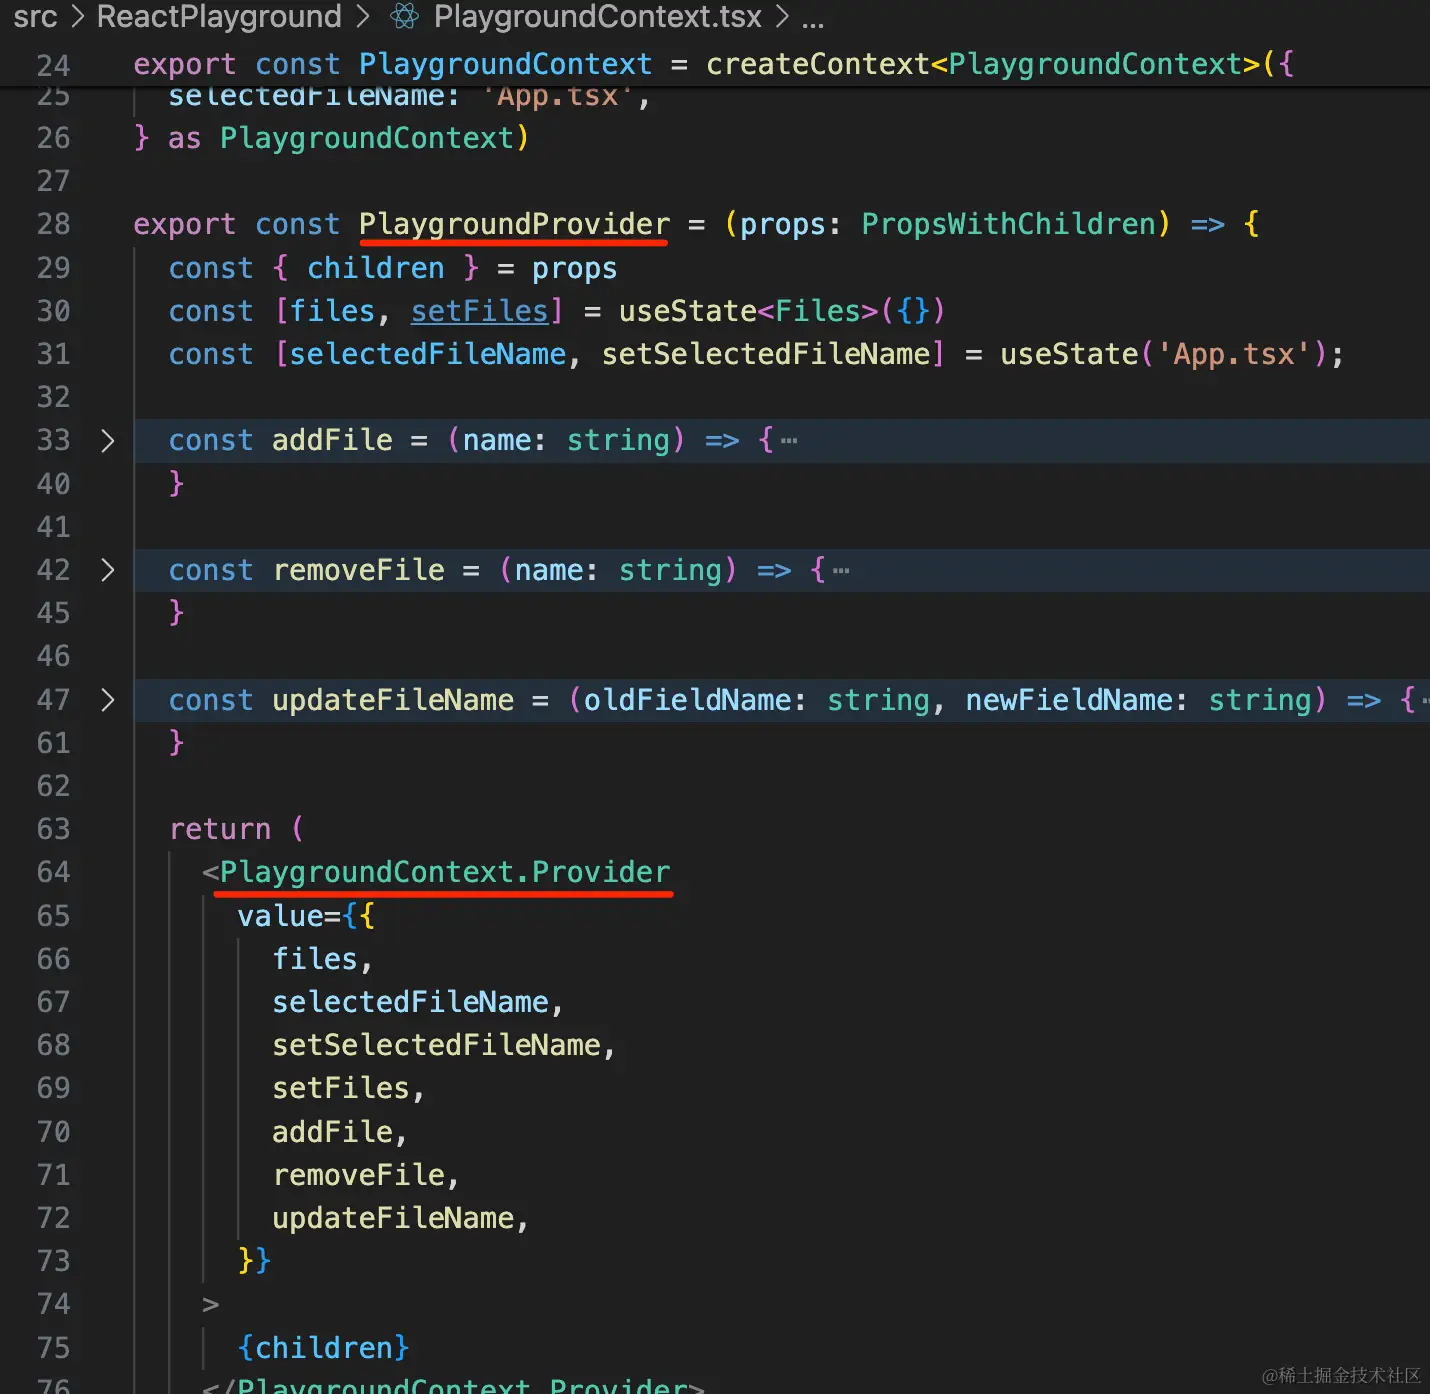 src > ReactPlayground > PlaygroundContext.tsx > ...
24 export const PlaygroundContext = createContext<PlaygroundContext>({
25 selectedFileName: 'App.tsx',
26 } as PlaygroundContext)
27
28 export const PlaygroundProvider = (props: PropsWithChildren) => {
29 const { children } = props
30 const [files, setFiles] = useState<Files>({})
31 const [selectedFileName, setSelectedFileName] = useState('App.tsx');
32
33 > const addFile = (name: string) => { ⋯
40 }
41
42 > const removeFile = (name: string) => { ⋯
45 }
46
47 > const updateFileName = (oldFieldName: string, newFieldName: string) => { ⋯
61 }
62
63 return (
64 <PlaygroundContext.Provider
65 value={{
66 files,
67 selectedFileName,
68 setSelectedFileName,
69 setFiles,
70 addFile,
71 removeFile,
72 updateFileName,
73 }}
74 >
75 {children}
76 </PlaygroundContext.Provider>
@稀土掘金技术社区